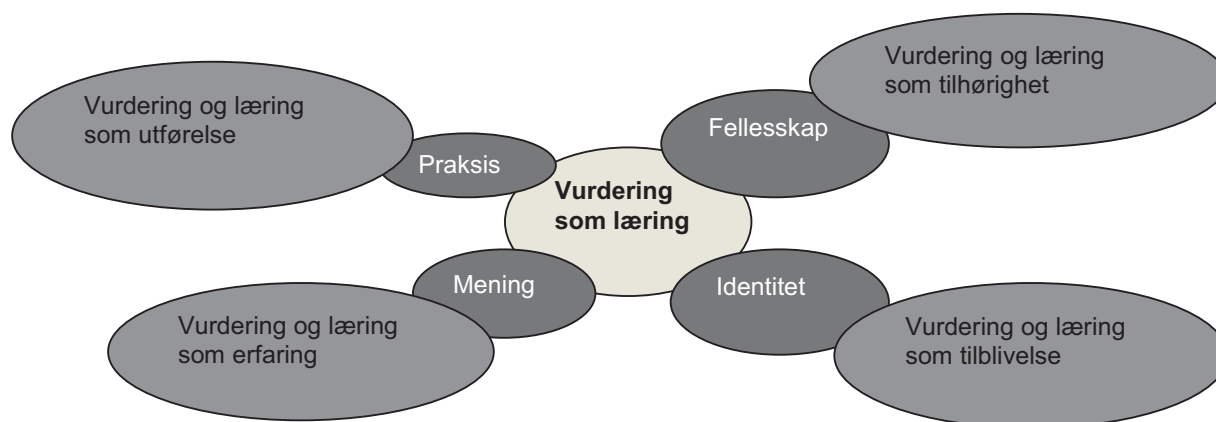 Vurdering og læring
som utførelse
Praksis
Fellesskap
Vurdering og læring
som tilhørighet
Vurdering
som læring
Mening
Vurdering og læring
som erfaring
Identitet
Vurdering og læring
som tilblivelse